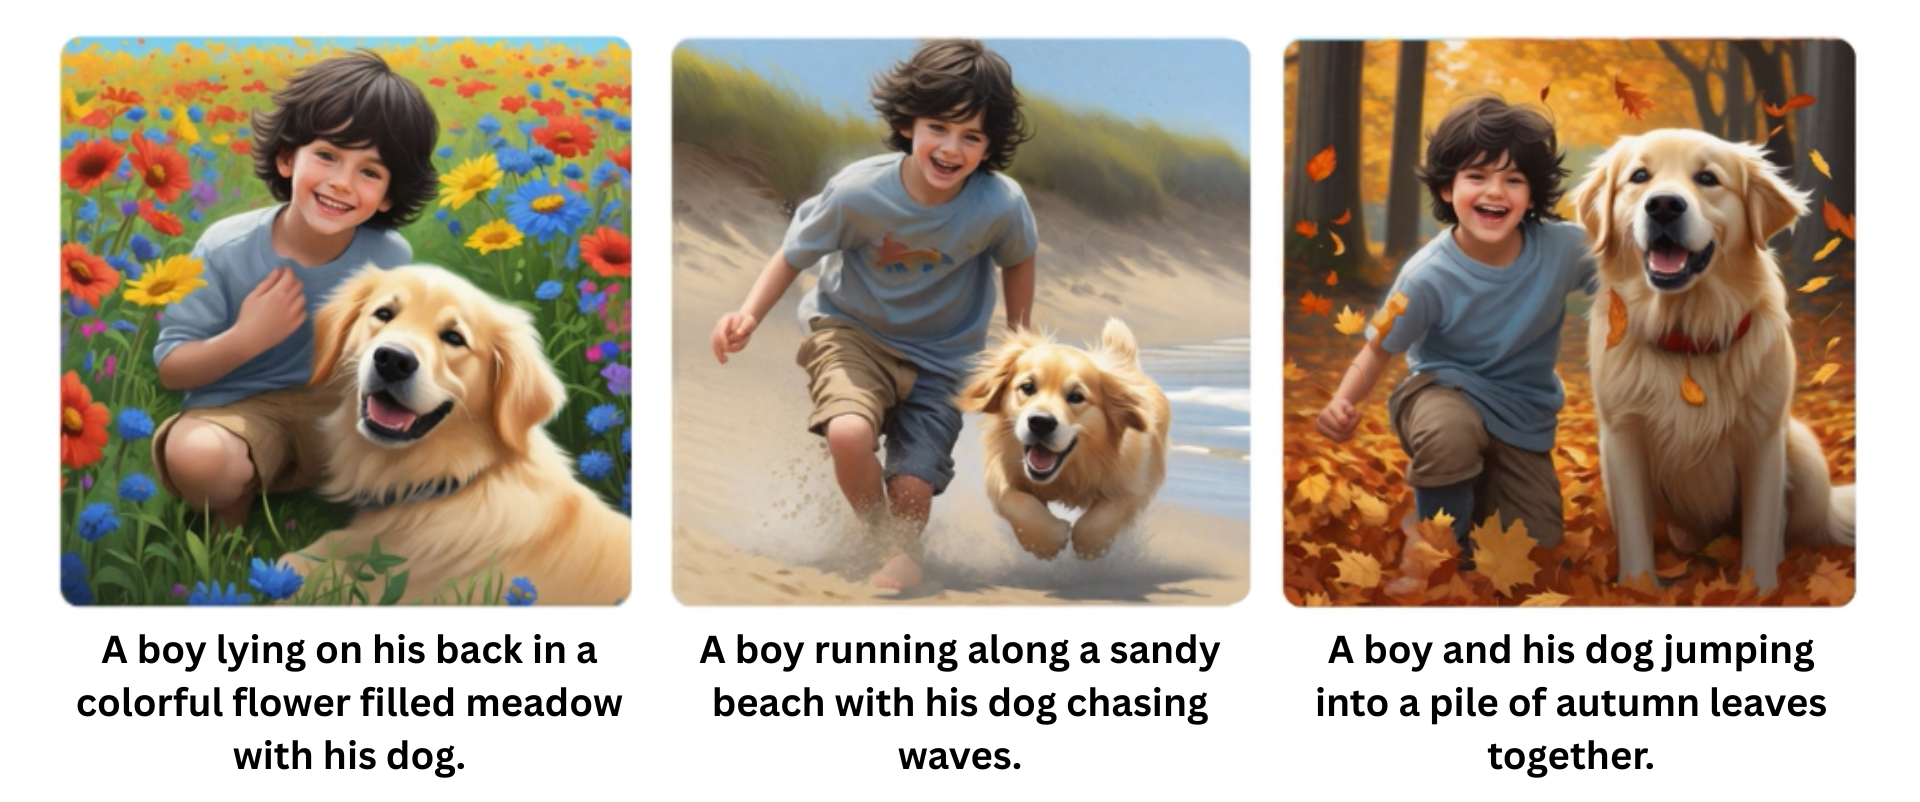 A boy lying on his back in a
colorful flower filled meadow
with his dog.
A boy running along a sandy
beach with his dog chasing
waves.
A boy and his dog jumping
into a pile of autumn leaves
together.